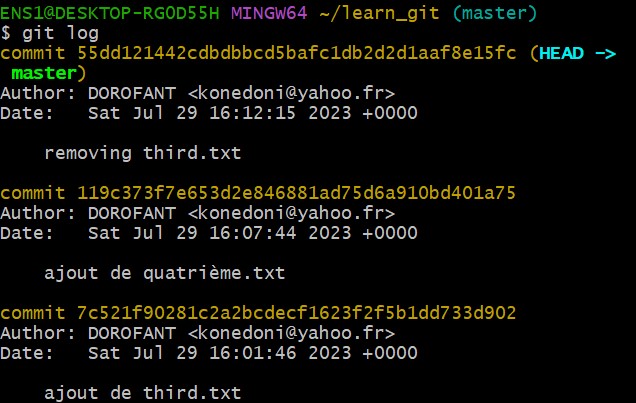 ENS1@DESKTOP-RGOD55H MINGW64 ~/learn_git (master)
$ git log
commit 55dd121442cdbdbbcd5bafc1db2d2d1aaf8e15fc (HEAD ->
 master)
Author: DOROFANT <konedoni@yahoo.fr>
Date:   Sat Jul 29 16:12:15 2023 +0000
    removing third.txt
commit 119c373f7e653d2e846881ad75d6a910bd401a75
Author: DOROFANT <konedoni@yahoo.fr>
Date:   Sat Jul 29 16:07:44 2023 +0000
    ajout de quatrième.txt
commit 7c521f90281c2a2bcdecf1623f2f5b1dd733d902
Author: DOROFANT <konedoni@yahoo.fr>
Date:   Sat Jul 29 16:01:46 2023 +0000
    ajout de third.txt